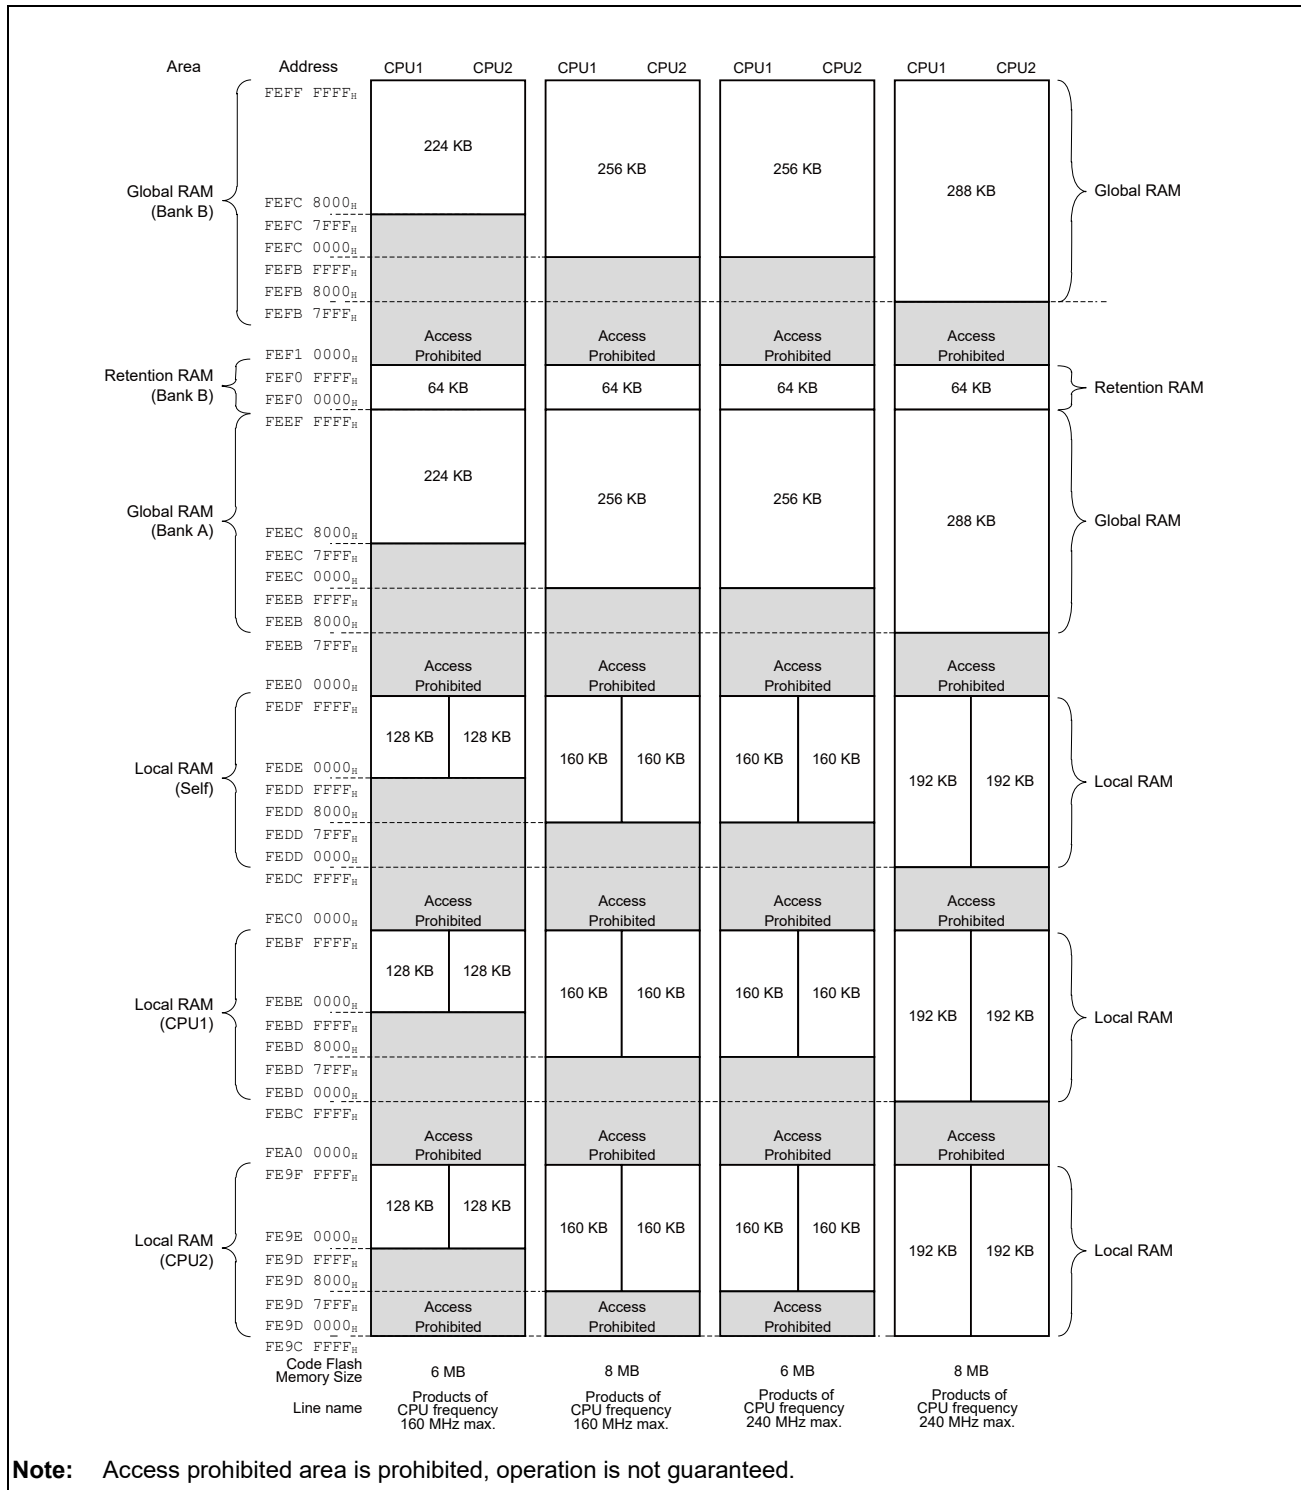 Area Address CPU1 CPU2 CPU1 CPU2 CPU1 CPU2 CPU1 CPU2
FEFF FFFFH
224 KB
256 KB 256 KB
Global RAM
(Bank B)
288 KB Global RAM
FEFC 8000H
FEFC 7FFFH
FEFC 0000H
FEFB FFFFH
FEFB 8000H
FEFB 7FFFH
Access
Prohibited
Access
Prohibited
Access
Prohibited
Access
Prohibited
FEF1 0000H
Retention RAM
(Bank B)
FEF0 FFFFH
64 KB 64 KB 64 KB 64 KB Retention RAM
FEF0 0000H
FEEF FFFFH
224 KB
256 KB 256 KB
Global RAM
(Bank A)
288 KB Global RAM
FEEC 8000H
FEEC 7FFFH
FEEC 0000H
FEEB FFFFH
FEEB 8000H
FEEB 7FFFH
Access
Prohibited
Access
Prohibited
Access
Prohibited
Access
Prohibited
FEE0 0000H
FEDF FFFFH
128 KB 128 KB
160 KB 160 KB 160 KB 160 KB
Local RAM
(Self)
192 KB 192 KB Local RAM
FEDE 0000H
FEDD FFFFH
FEDD 8000H
FEDD 7FFFH
FEDD 0000H
FEDC FFFFH
Access
Prohibited
Access
Prohibited
Access
Prohibited
Access
Prohibited
FEC0 0000H
FEBF FFFFH
128 KB 128 KB
160 KB 160 KB 160 KB 160 KB
Local RAM
(CPU1)
192 KB 192 KB Local RAM
FEBE 0000H
FEBD FFFFH
FEBD 8000H
FEBD 7FFFH
FEBD 0000H
FEBC FFFFH
Access
Prohibited
Access
Prohibited
Access
Prohibited
Access
Prohibited
FEA0 0000H
FE9F FFFFH
128 KB 128 KB
160 KB 160 KB 160 KB 160 KB
Local RAM
(CPU2)
192 KB 192 KB Local RAM
FE9E 0000H
FE9D FFFFH
FE9D 8000H
FE9D 7FFFH
FE9D 0000H
FE9C FFFFH
Access
Prohibited
Access
Prohibited
Access
Prohibited
Code Flash
Memory Size
6 MB 8 MB 6 MB 8 MB
Line name
Products of
CPU frequency
160 MHz max.
Products of
CPU frequency
160 MHz max.
Products of
CPU frequency
240 MHz max.
Products of
CPU frequency
240 MHz max.
Note: Access prohibited area is prohibited, operation is not guaranteed.